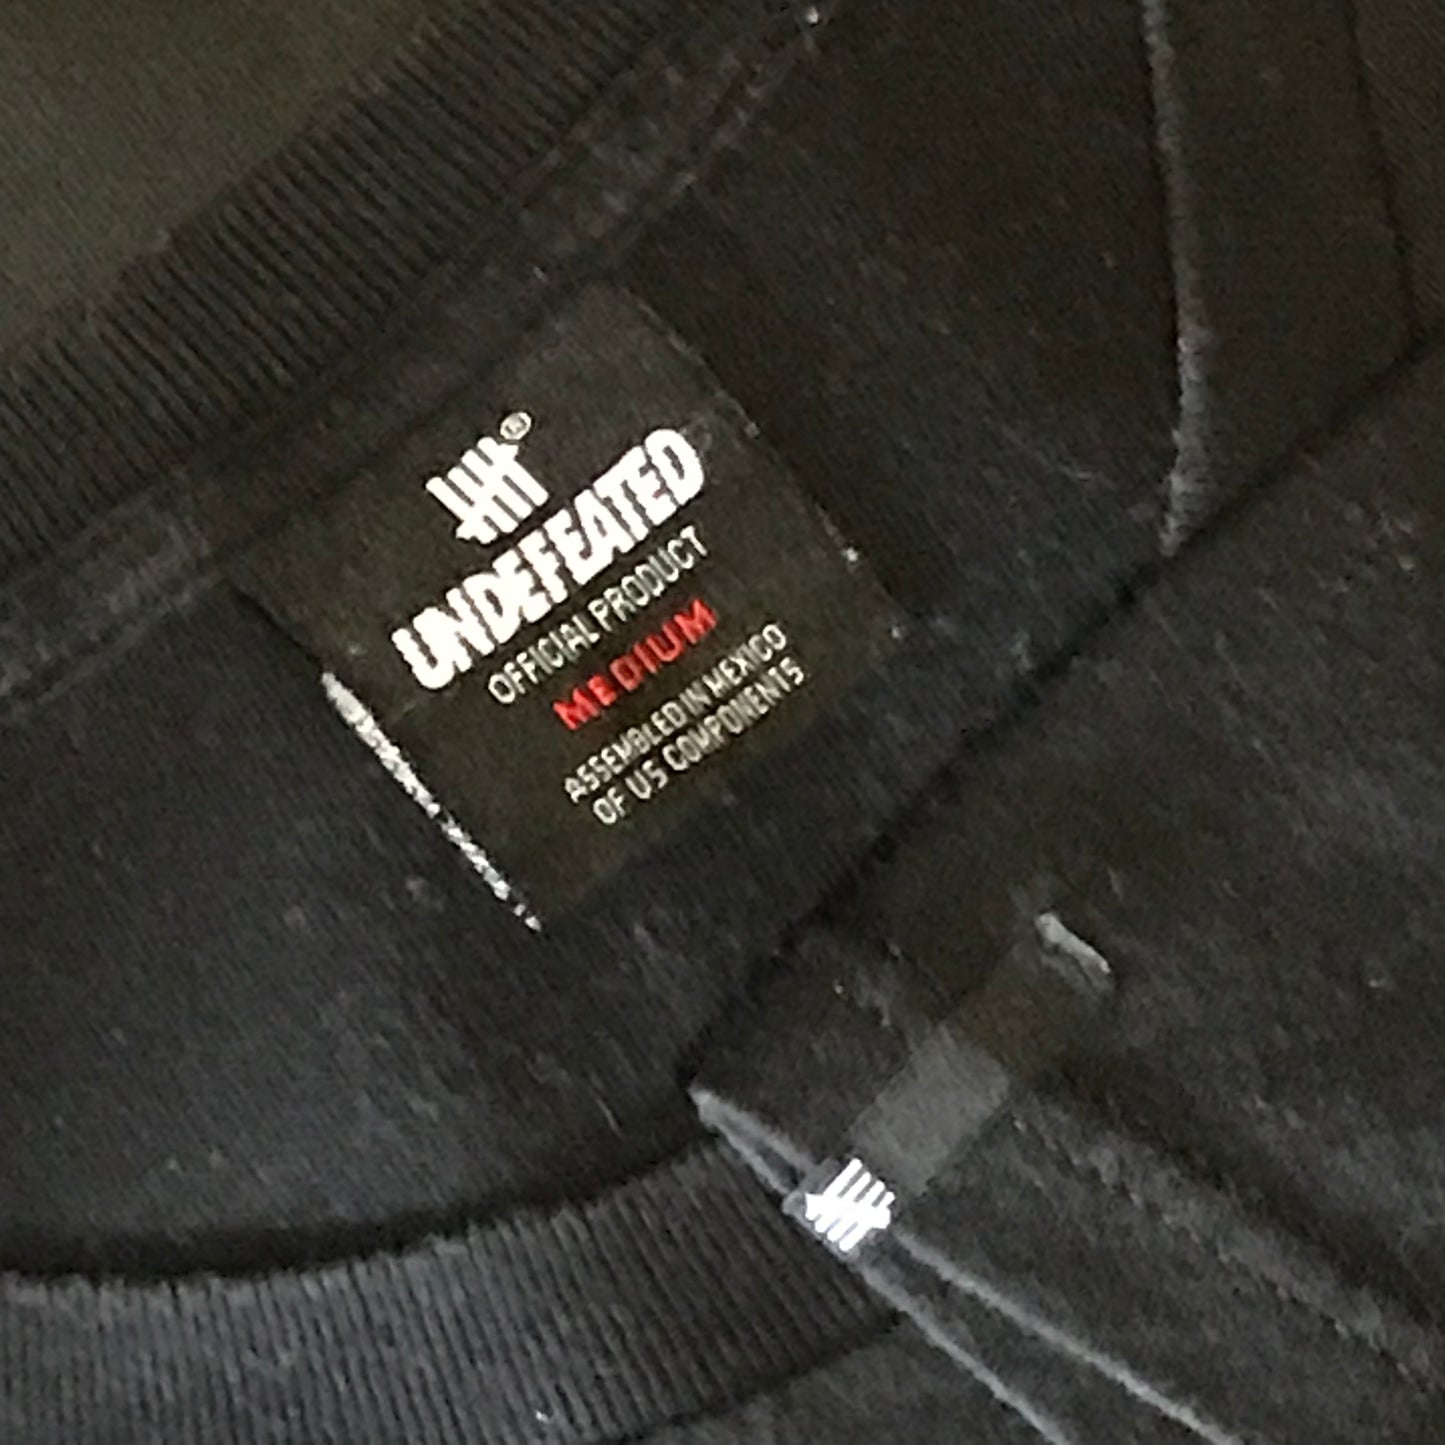 UNDEFEATED
OFFICIAL PRODUCT
MEDIUM
ASSEMBLED IN MEXICO
OF US COMPONENTS